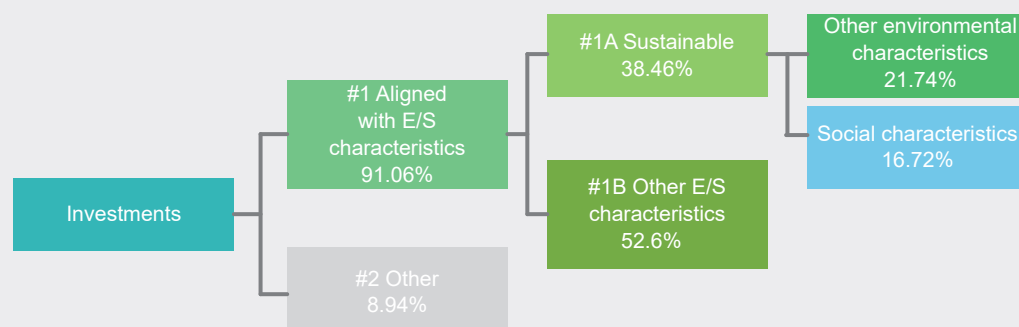 Investments
#1 Aligned
with E/S
characteristics
91.06%
#2 Other
8.94%
#1A Sustainable
38.46%
#1B Other E/S
characteristics
52.6%
Other environmental
characteristics
21.74%
Social characteristics
16.72%